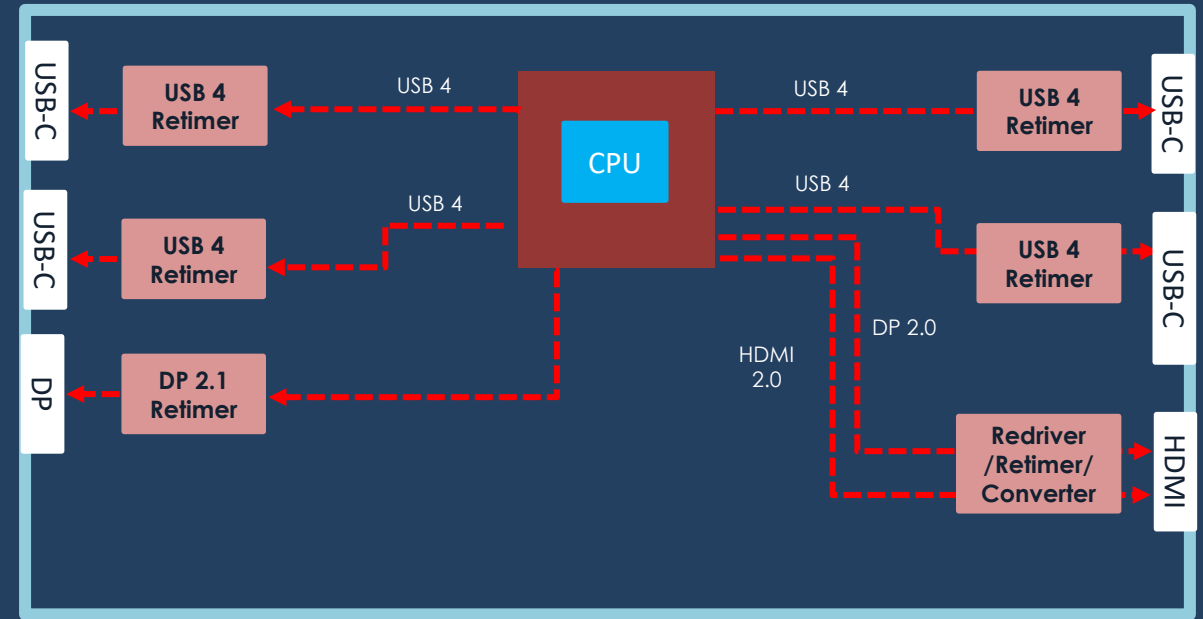 USB-C
USB 4
Retimer
USB 4
CPU
USB 4
USB 4
Retimer
USB-C
USB-C
USB 4
Retimer
USB 4
USB 4
USB 4
Retimer
USB-C
DP
DP 2.1
Retimer
HDMI
2.0
DP 2.0
Redriver
/Retimer/
Converter
HDMI